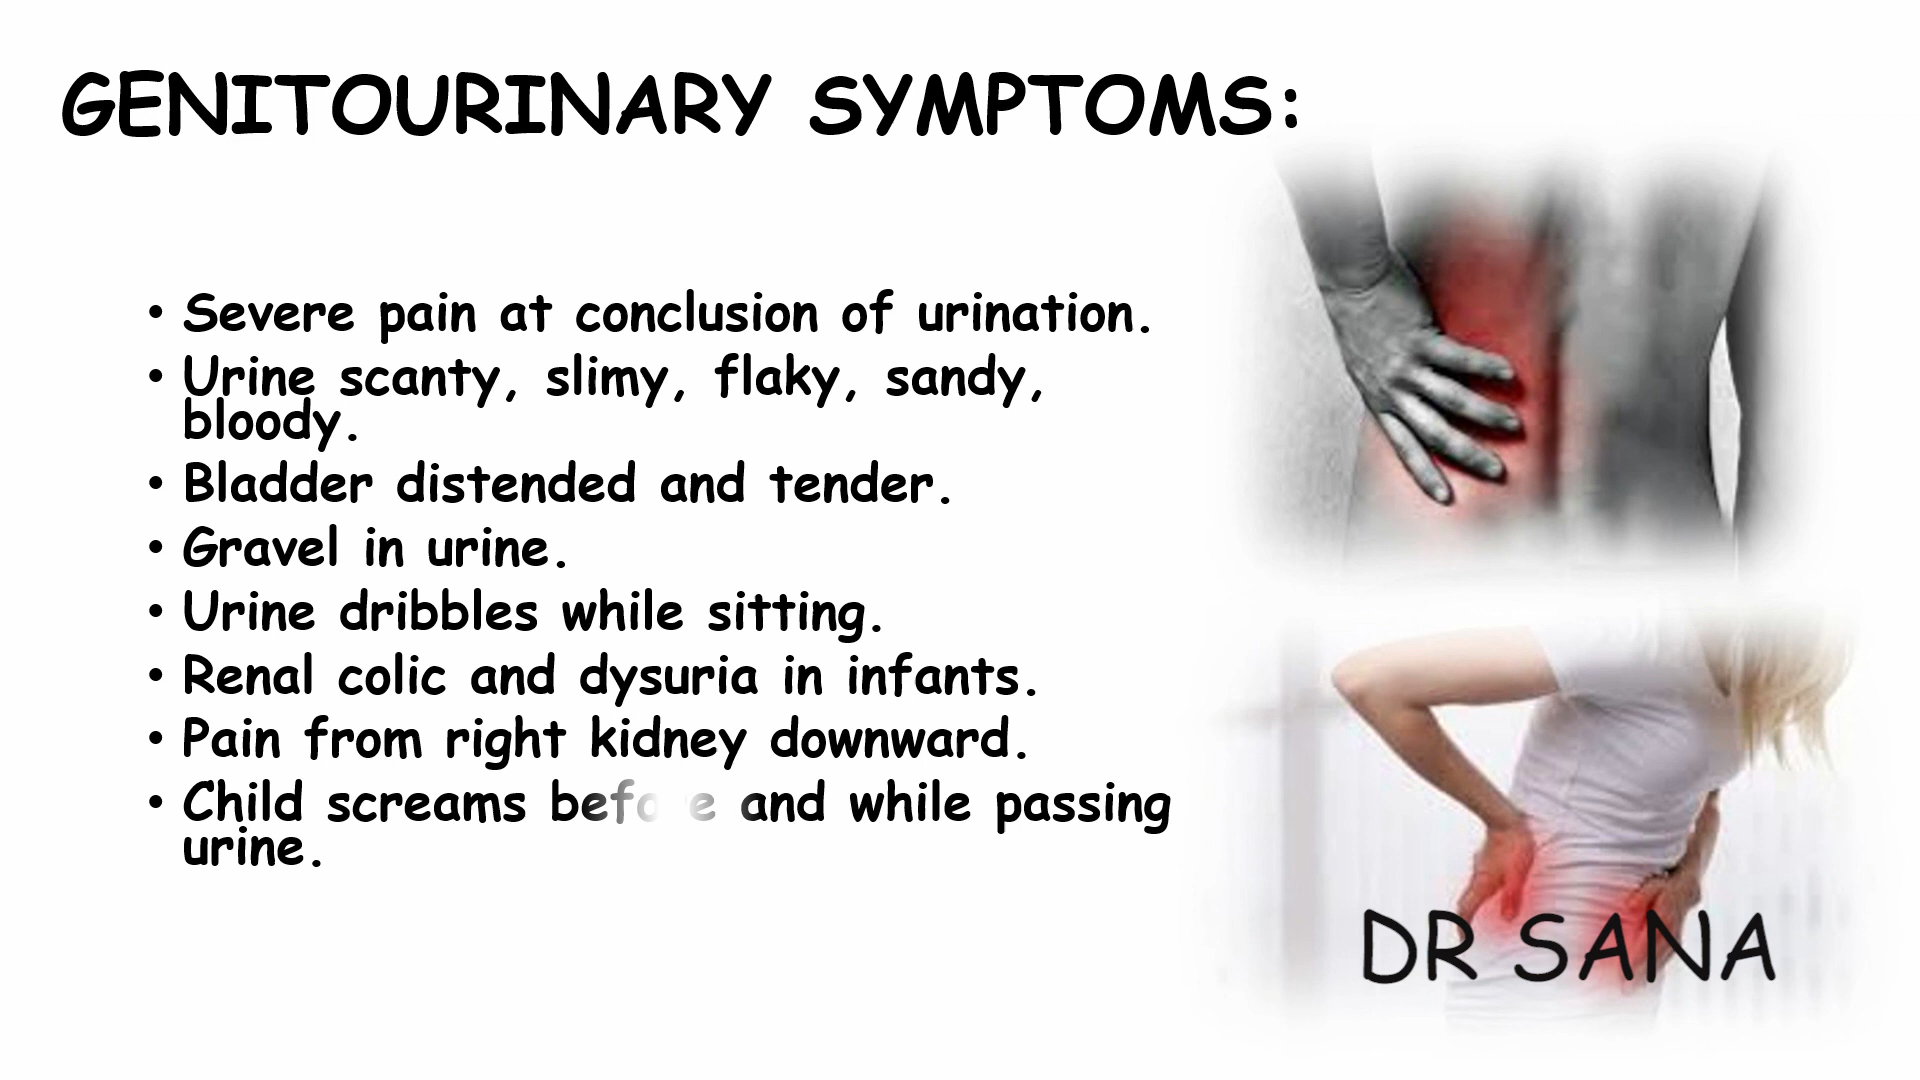 GENITOURINARY SYMPTOMS:
• Severe pain at conclusion of urination.
• Urine scanty, slimy, flaky, sandy,
bloody.
• Bladder distended and tender.
• Gravel in urine.
• Urine dribbles while sitting.
• Renal colic and dysuria in infants.
• Pain from right kidney downward.
• Child screams before and while passing
urine.
DR SANA